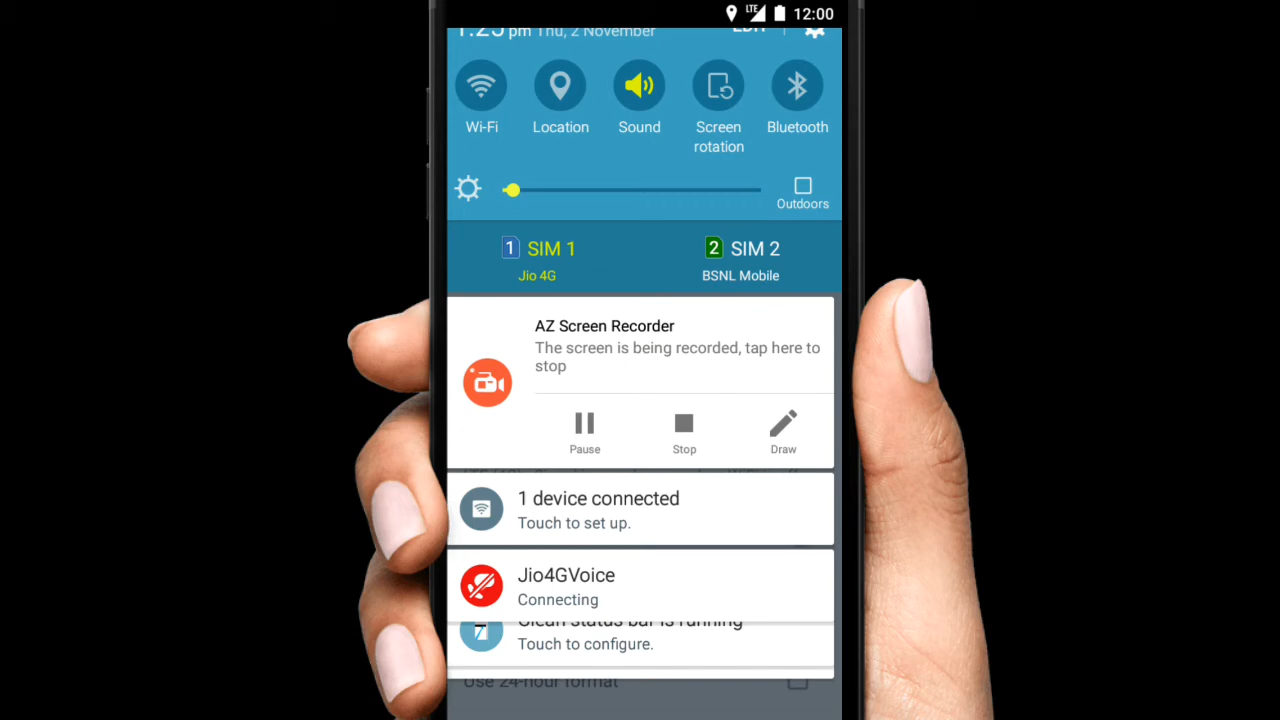 LTE 12:00
1:25 pm Thu, 2 November
Wi-Fi
Location
Sound
Screen
rotation
Bluetooth
Outdoors
1 SIM 1
Jio 4G
2 SIM 2
BSNL Mobile
AZ Screen Recorder
The screen is being recorded, tap here to
stop
Pause
Stop
Draw
1 device connected
Touch to set up.
Jio4GVoice
Connecting
Clean status bar is running
Touch to configure.
Use 24-hour format